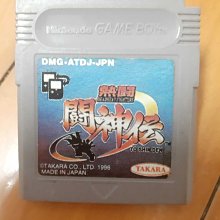 Nintendo GAME BOY
DMG-ATDJ-JPN
熱闘
闘神伝
©TAKARA CO., LTD. 1996
MADE IN JAPAN
TAKARA